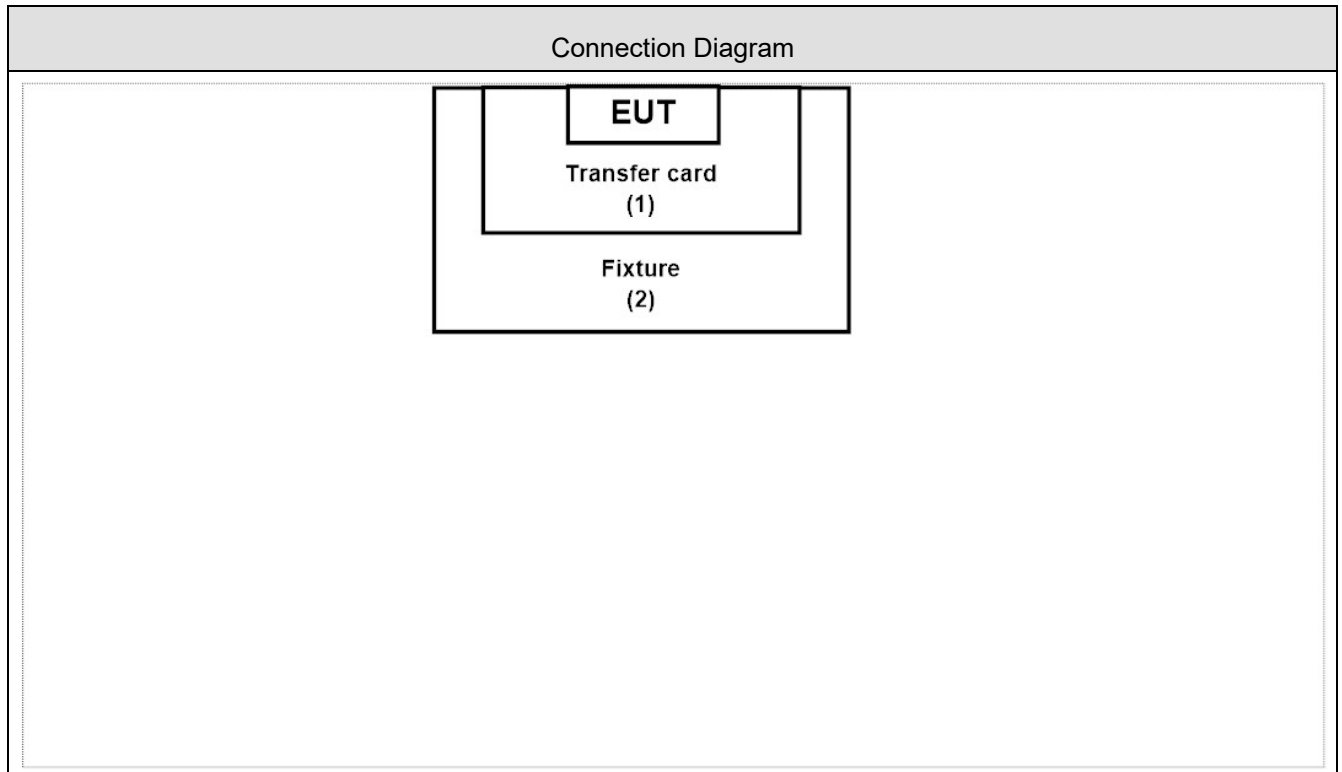 Connection Diagram
EUT
Transfer card
(1)
Fixture
(2)